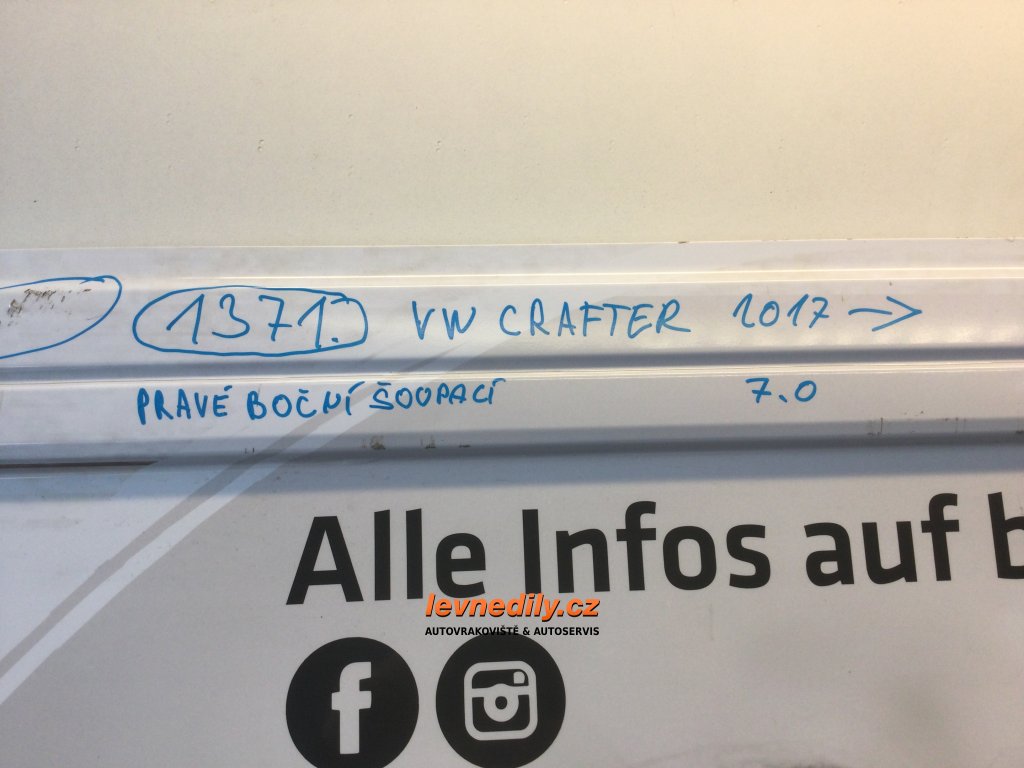 1371. VW CRAFTER 2017 →
PRAVÉ BOČNÍ ŠOUPACÍ 7.0
Alle Infos auf b
levnedily.cz
AUTOVRAKOVIŠTĚ & AUTOSERVIS
f